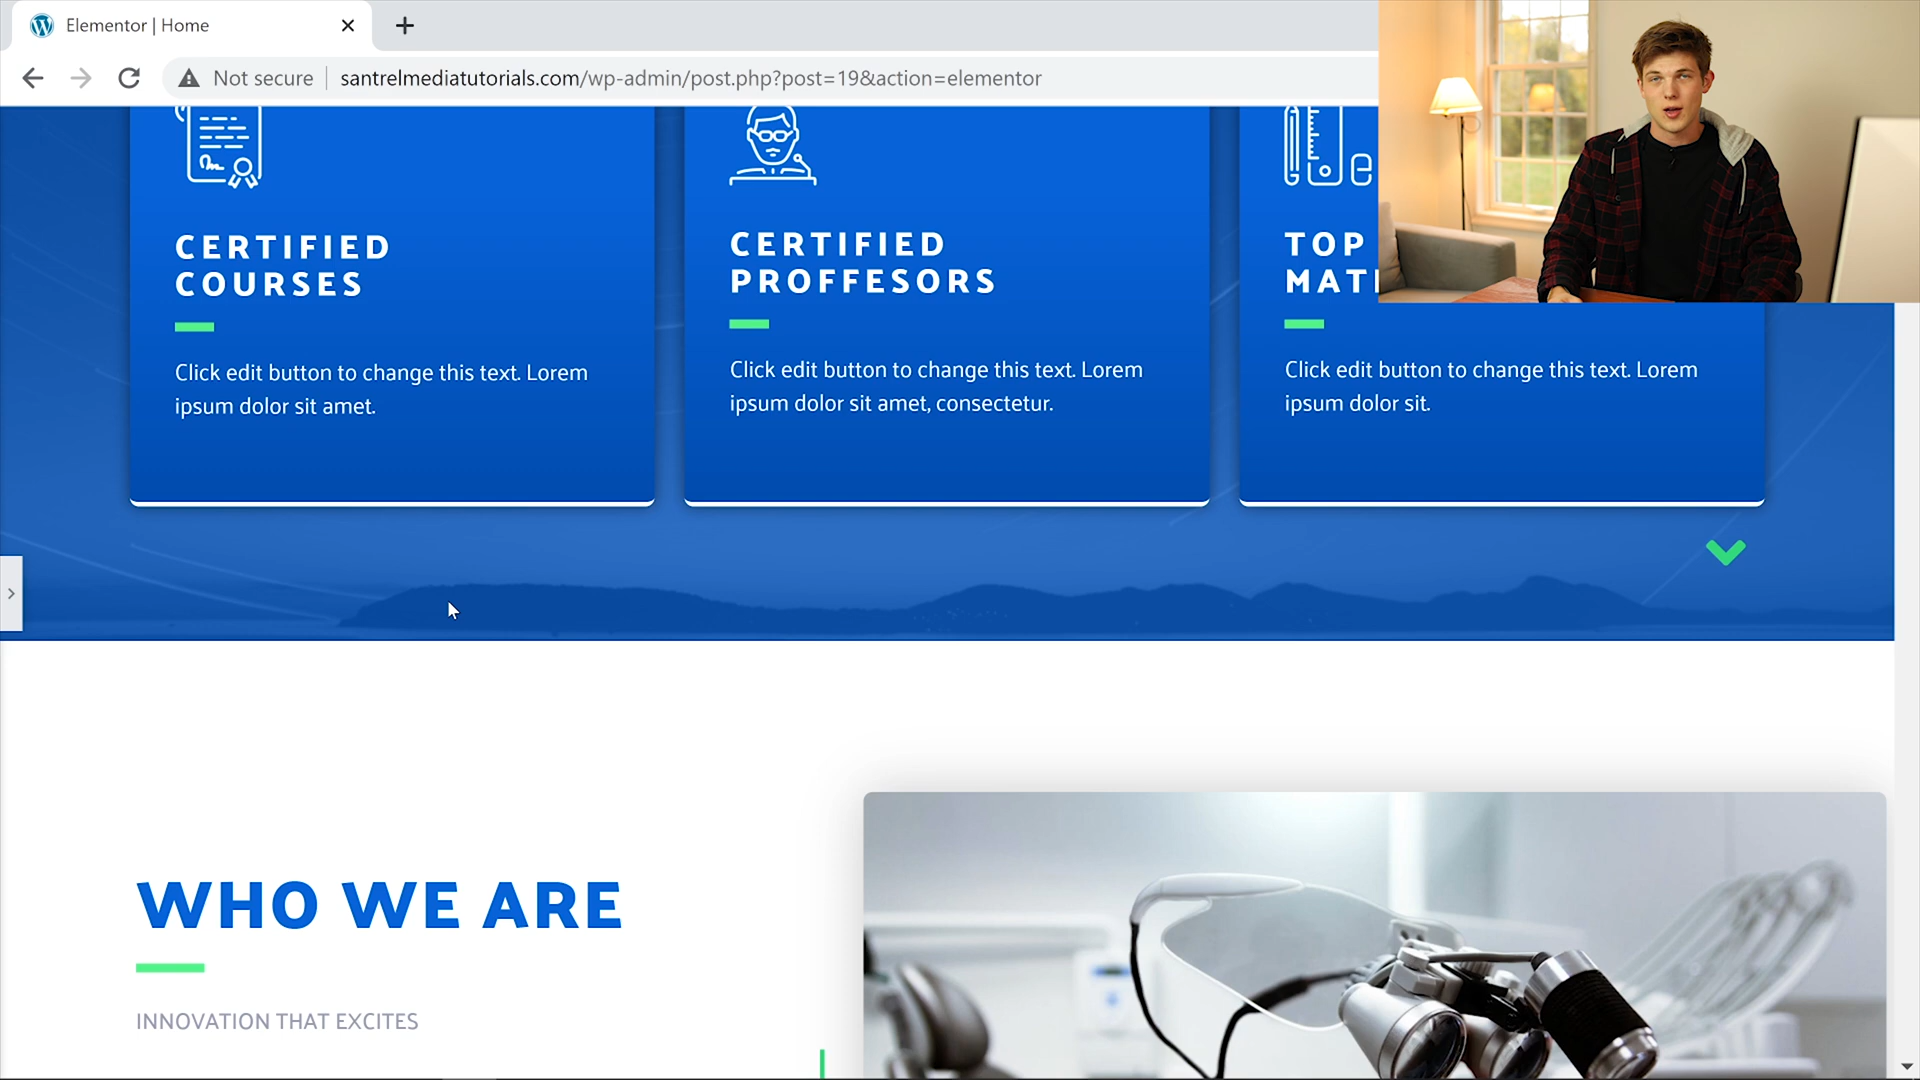 Elementor | Home
Not secure
santrelmediatutorials.com/wp-admin/post.php?post=19&action=elementor
CERTIFIED
COURSES
Click edit button to change this text. Lorem
ipsum dolor sit amet.
CERTIFIED
PROFFESORS
Click edit button to change this text. Lorem
ipsum dolor sit amet, consectetur.
TOP
Click edit button to change this text. Lorem
ipsum dolor sit.
WHO WE ARE
INNOVATION THAT EXCITES